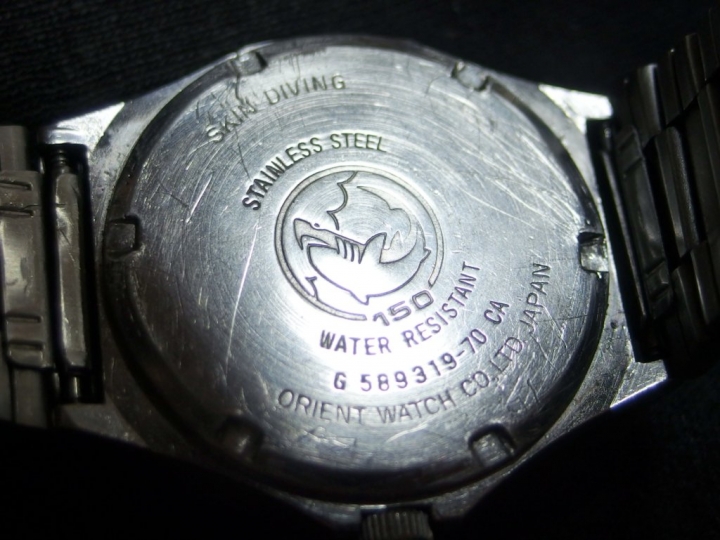 SKIN DIVING
STAINLESS STEEL
150
WATER RESISTANT
G 589319-70 CA
ORIENT WATCH CO. LTD. JAPAN